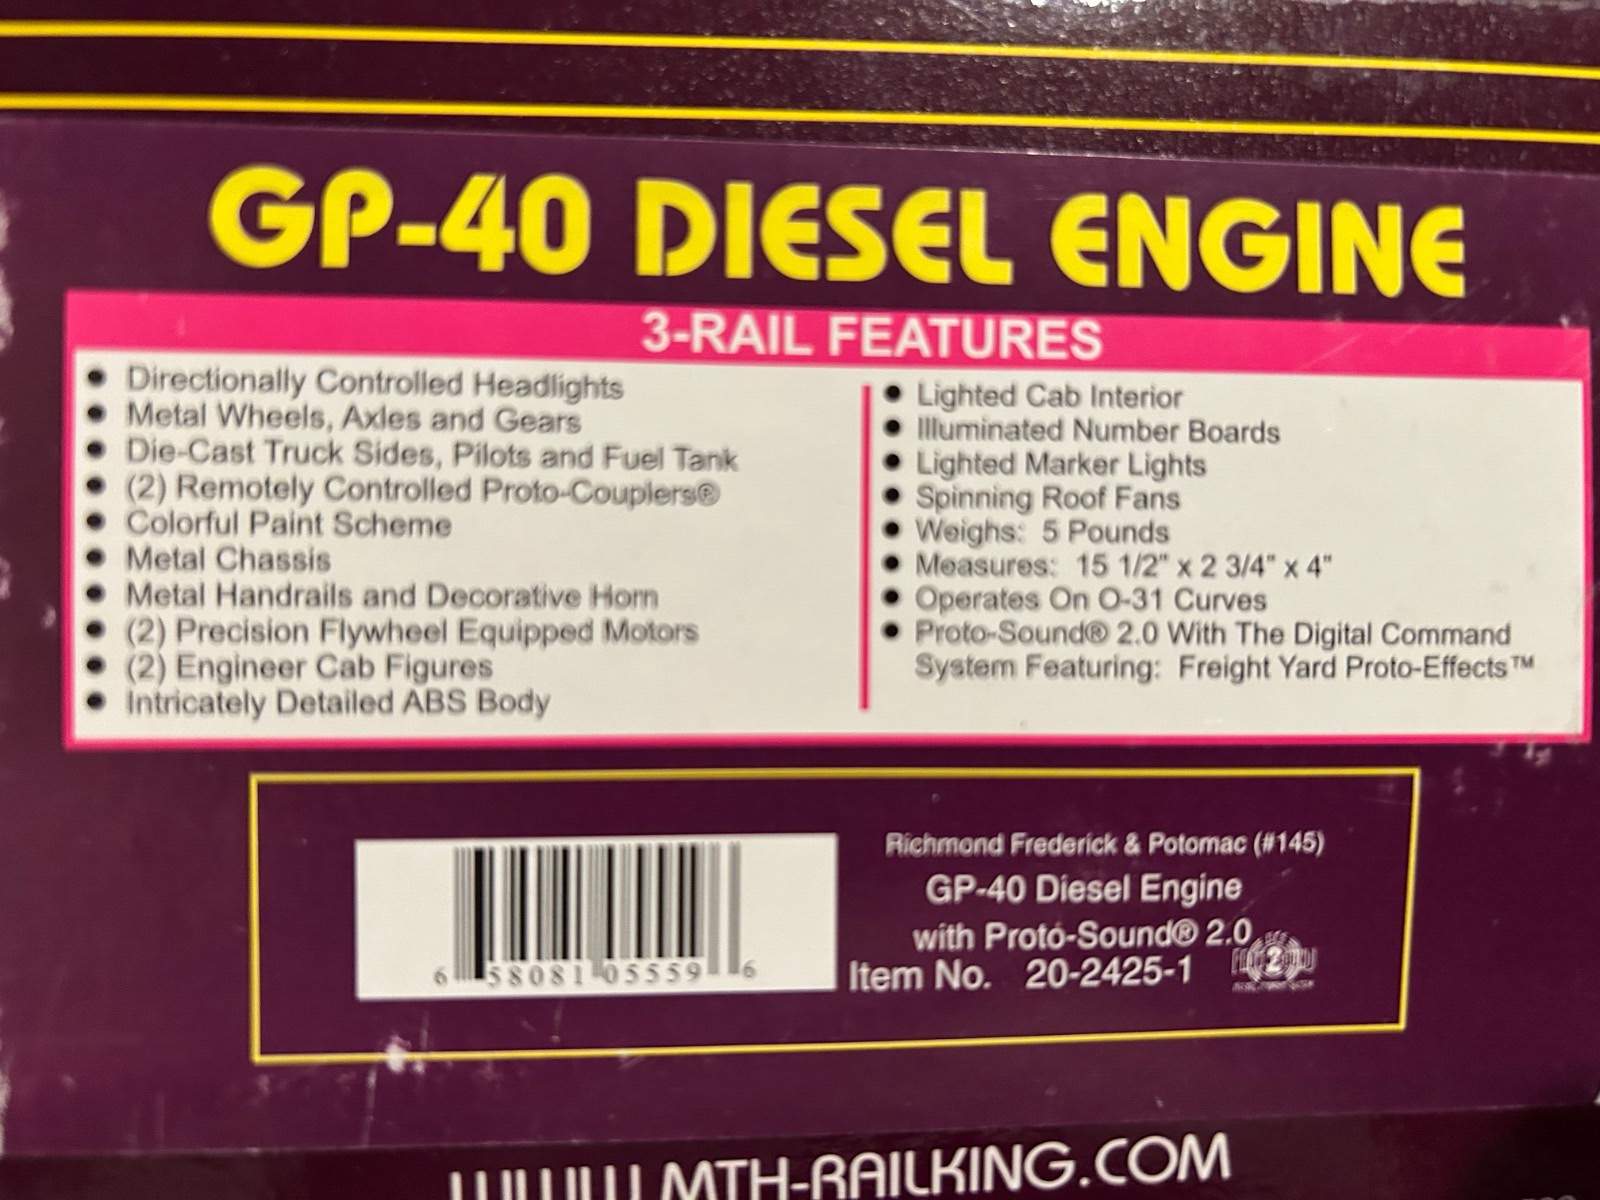 GP-40 DIESEL ENGINE
3-RAIL FEATURES
• Directionally Controlled Headlights
• Metal Wheels, Axles and Gears
• Die-Cast Truck Sides, Pilots and Fuel Tank
• (2) Remotely Controlled Proto-Couplers®
• Colorful Paint Scheme
• Metal Chassis
• Metal Handrails and Decorative Horn
• (2) Precision Flywheel Equipped Motors
• (2) Engineer Cab Figures
• Intricately Detailed ABS Body
• Lighted Cab Interior
• Illuminated Number Boards
• Lighted Marker Lights
• Spinning Roof Fans
• Weighs: 5 Pounds
• Measures: 15 1/2" x 2 3/4" x 4"
• Operates On O-31 Curves
• Proto-Sound® 2.0 With The Digital Command
System Featuring: Freight Yard Proto-Effects™
6 58081 05559 6
Richmond Frederick & Potomac (#145)
GP-40 Diesel Engine
with Proto-Sound® 2.0
Item No. 20-2425-1
2
WWW.MTH-RAILKING.COM